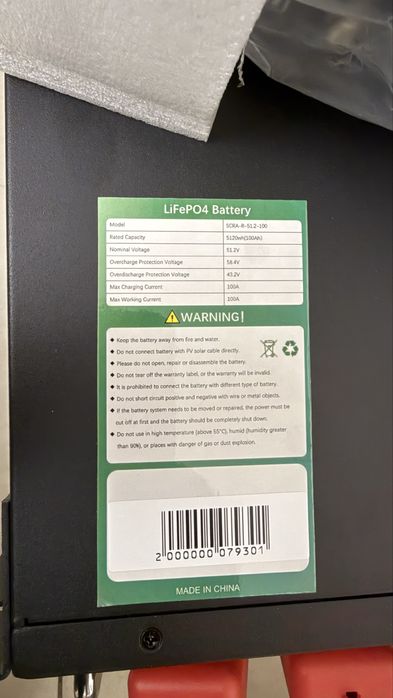 LiFePO4 Battery
Model SCRA-R-51.2-100
Rated Capacity 5120wh(100Ah)
Nominal Voltage 51.2V
Overcharge Protection Voltage 58.4V
Overdischarge Protection Voltage 43.2V
Max Charging Current 100A
Max Working Current 100A
WARNING!
◆ Keep the battery away from fire and water.
◆ Do not connect battery with PV solar cable directly.
◆ Please do not open, repair or disassemble the battery.
◆ Do not tear off the warranty label, or the warranty will be invalid.
◆ It is prohibited to connect the battery with different type of battery.
◆ Do not short circuit positive and negative with wire or metal objects.
◆ If the battery system needs to be moved or repaired, the power must be
cut off at first and the battery should be completely shut down.
◆ Do not use in high temperature (above 55°C), humid (humidity greater
than 90%), or places with danger of gas or dust explosion.
2 000000 079301
MADE IN CHINA